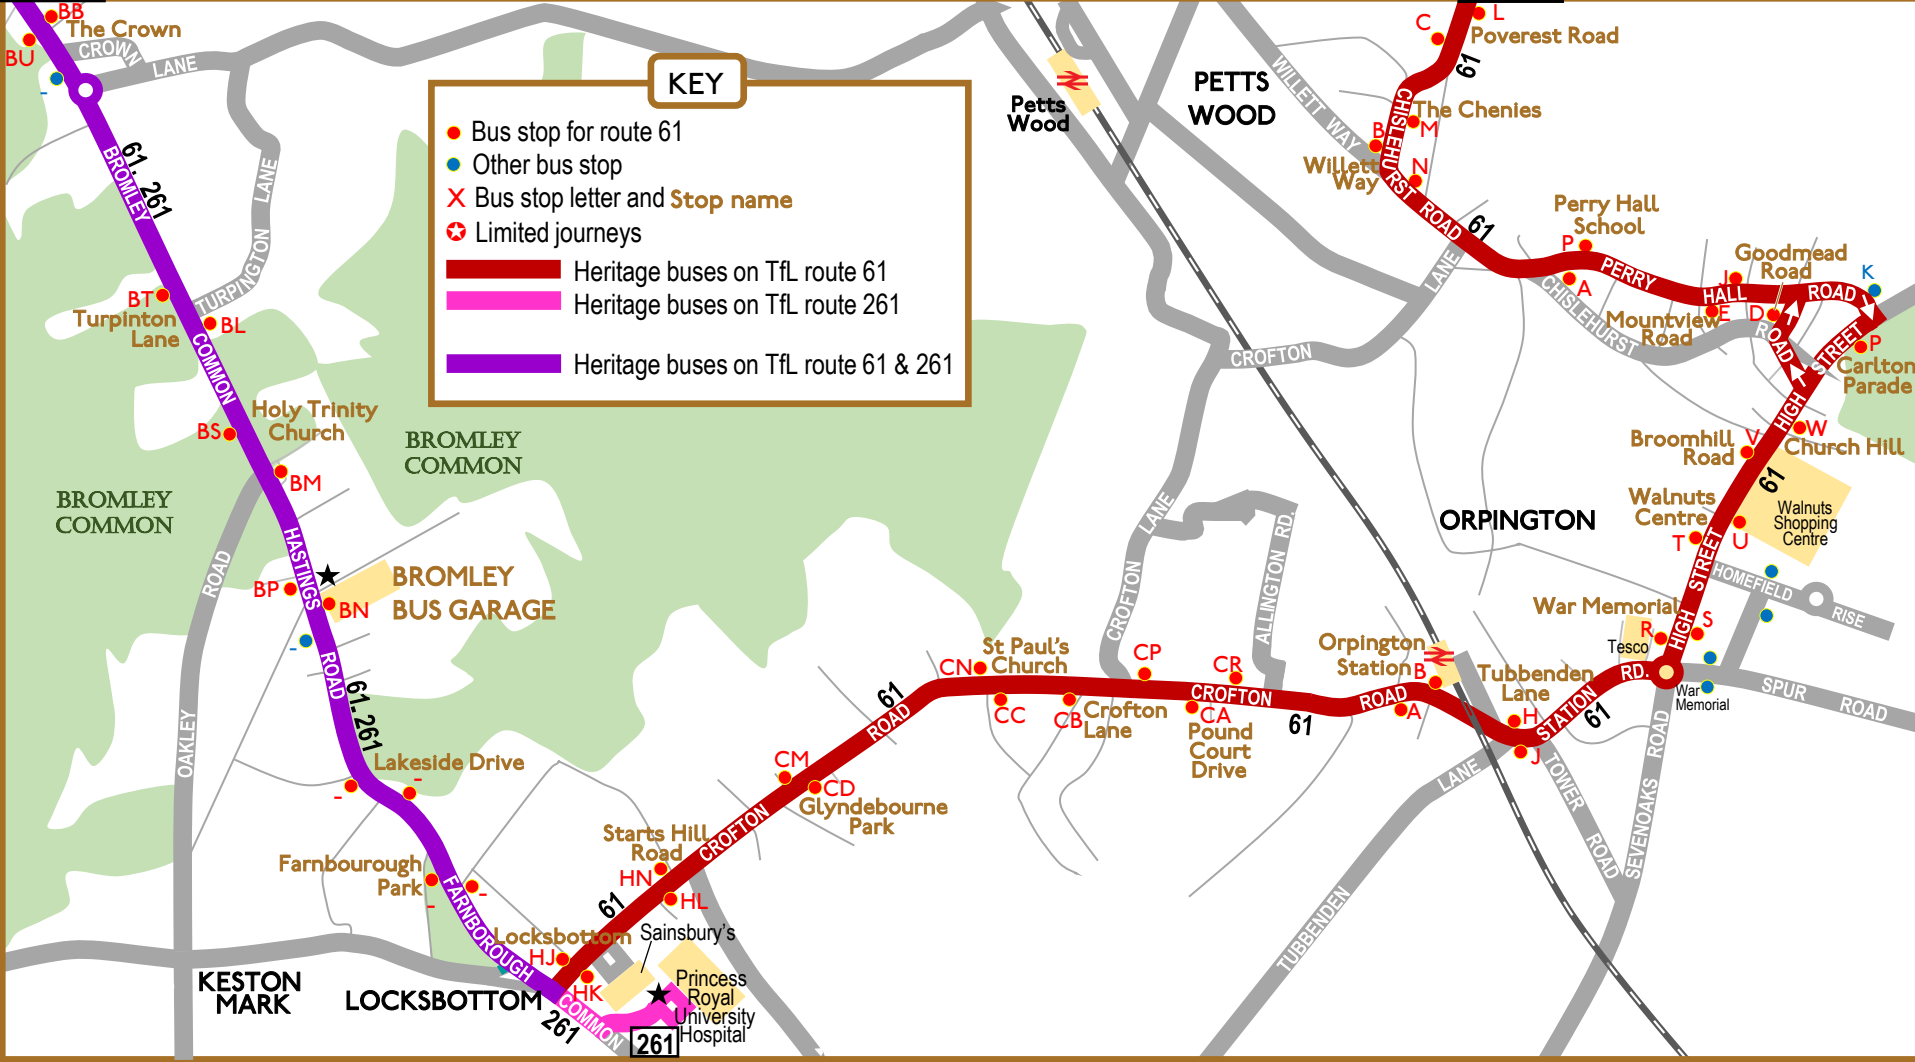 BB
The Crown
BU
CROWN
LANE
-
61. 261
BROMLEY
LANE
TURPINGTON
BT
Turpinton
Lane
BL
COMMON
Holy Trinity
Church
BS
BM
BROMLEY
COMMON
BROMLEY
COMMON
HASTINGS
ROAD
BP
BN
BROMLEY
BUS GARAGE
-
ROAD
61. 261
OAKLEY
Lakeside Drive
-
-
Farnbourough
Park
-
-
FARNBOROUGH
KESTON
MARK
LOCKSBOTTOM
Locksbottom
HJ
HK
COMMON
261
261
Sainsbury's
Princess
Royal
University
Hospital
KEY
Bus stop for route 61
Other bus stop
X Bus stop letter and Stop name
Limited journeys
Heritage buses on TfL route 61
Heritage buses on TfL route 261
Heritage buses on TfL route 61 & 261
61
Starts Hill
Road
HN
HL
CROFTON
CM
CD
Glyndebourne
Park
ROAD
61
CN
St Paul's
Church
CC
CB
Crofton
Lane
CP
CR
CA
Pound
Court
Drive
CROFTON
61
ROAD
CROFTON
LANE
ALLINGTON RD.
CROFTON
LANE
Petts
Wood
PETTS
WOOD
WILLETT WAY
C
L
Poverest Road
61
The Chenies
B
M
N
Willett
Way
CHISLEHURST ROAD
61
Perry Hall
School
P
A
PERRY
HALL
ROAD
CHISLEHURST
ROAD
Goodmead
Road
J
E
D
K
Mountview
Road
P
Carlton
Parade
STREET
HIGH
W
Church Hill
V
Broomhill
Road
61
Walnuts
Centre
T
U
Walnuts
Shopping
Centre
ORPINGTON
HOMEFIELD
RISE
STREET
HIGH
War Memorial
R
S
Tesco
War
Memorial
SPUR
ROAD
RD.
STATION
61
Orpington
Station
B
A
Tubbenden
Lane
H
J
LANE
TUBBENDEN
TOWER
ROAD
SEVENOAKS
ROAD